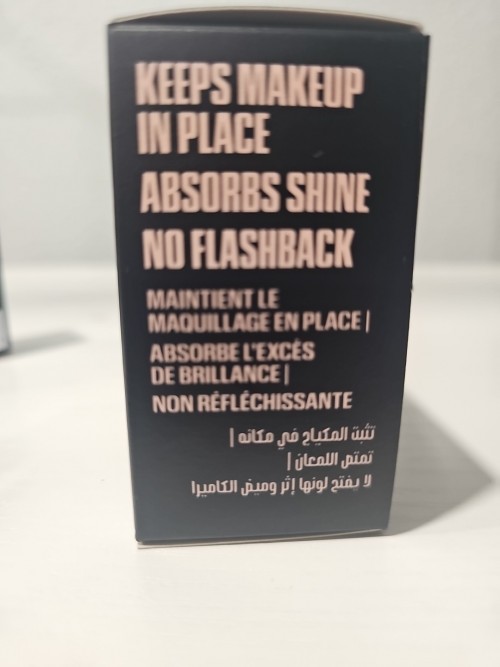 KEEPS MAKEUP
IN PLACE
ABSORBS SHINE
NO FLASHBACK
MAINTIENT LE
MAQUILLAGE EN PLACE |
ABSORBE L'EXCÈS
DE BRILLANCE |
NON RÉFLÉCHISSANTE
تثبت المكياج في مكانه |
تمتص اللمعان |
لا يفتح لونها إثر وميض الكاميرا